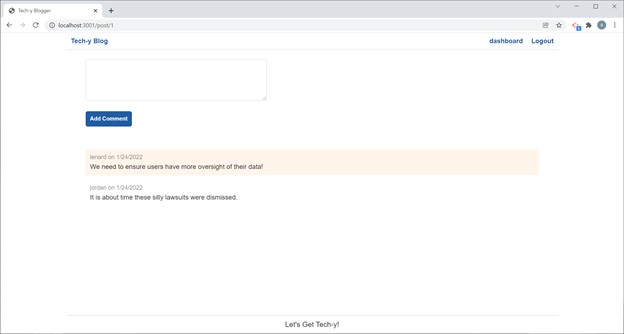 Tech-y Blogger
localhost:3001/post/1
Tech-y Blog
dashboard
Logout
Add Comment
lenard on 1/24/2022
We need to ensure users have more oversight of their data!
jordan on 1/24/2022
It is about time these silly lawsuits were dismissed.
Let's Get Tech-y!